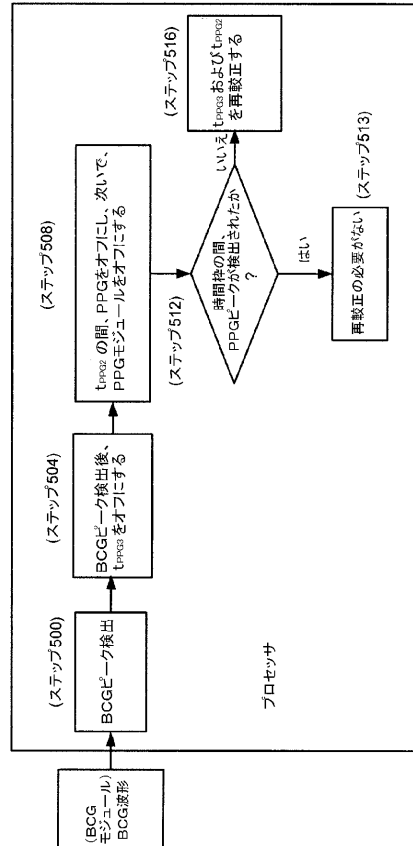 (BCG
モジュール)
BCG波形
プロセッサ
(ステップ500)
BCGピーク検出
(ステップ504)
BCGピーク検出後、
tPPG3 をオフにする
(ステップ508)
tPPG2 の間、PPGをオフにし、次いで、
PPGモジュールをオフにする
(ステップ512)
時間枠の間、
PPGピークが検出されたか
?
いいえ
はい
(ステップ516)
tPPG3 および tPPG2
を再較正する
(ステップ513)
再較正の必要がない